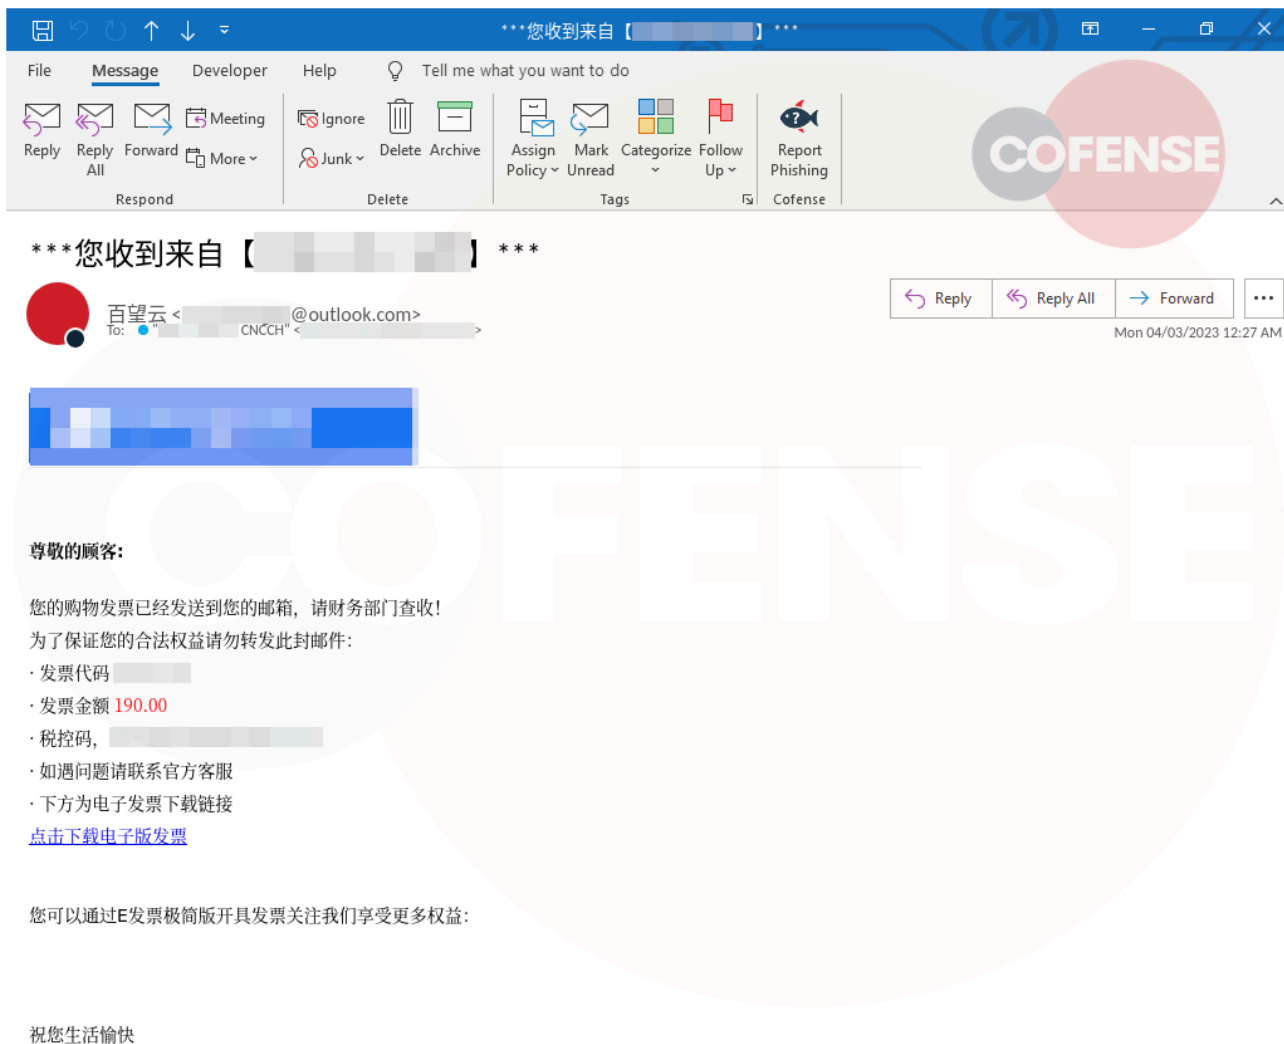 ***您收到来自【 】***
File Message Developer Help Tell me what you want to do
Reply Reply All Forward Meeting More Ignore Junk Delete Archive Assign Policy Mark Unread Categorize Follow Up Report Phishing
Respond Delete Tags Cofense
COFENSE
***您收到来自【 】***
百望云 < @outlook.com>
To: " CNCCH" < >
Reply Reply All Forward ...
Mon 04/03/2023 12:27 AM
COFENSE
尊敬的顾客:
您的购物发票已经发送到您的邮箱，请财务部门查收！
为了保证您的合法权益请勿转发此封邮件：
· 发票代码
· 发票金额 190.00
· 税控码，
· 如遇问题请联系官方客服
· 下方为电子发票下载链接
点击下载电子版发票
您可以通过E发票极简版开具发票关注我们享受更多权益：
祝您生活愉快